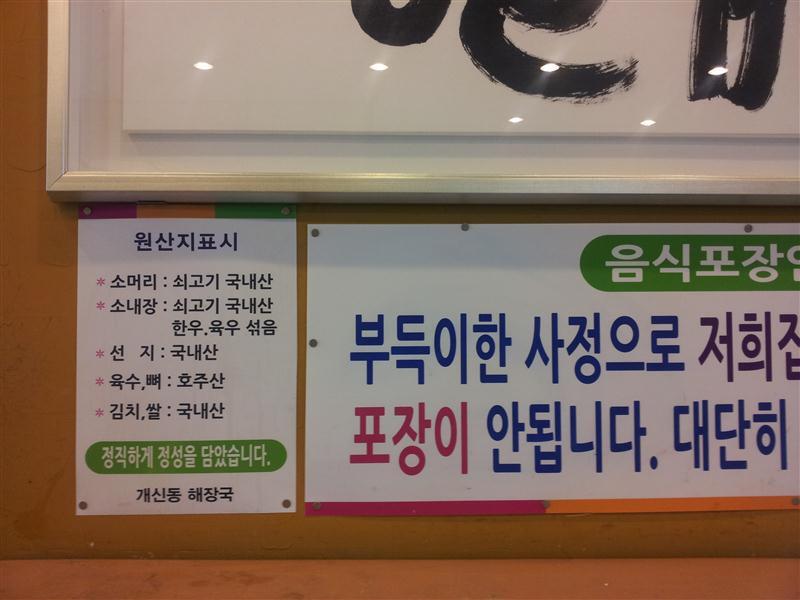 원산지표시
* 소머리 : 쇠고기 국내산
* 소내장 : 쇠고기 국내산
한우.육우 섞음
* 선 지 : 국내산
* 육수,뼈 : 호주산
* 김치,쌀 : 국내산
정직하게 정성을 담았습니다.
개신동 해장국
음식포장안
부득이한 사정으로 저희집
포장이 안됩니다. 대단히